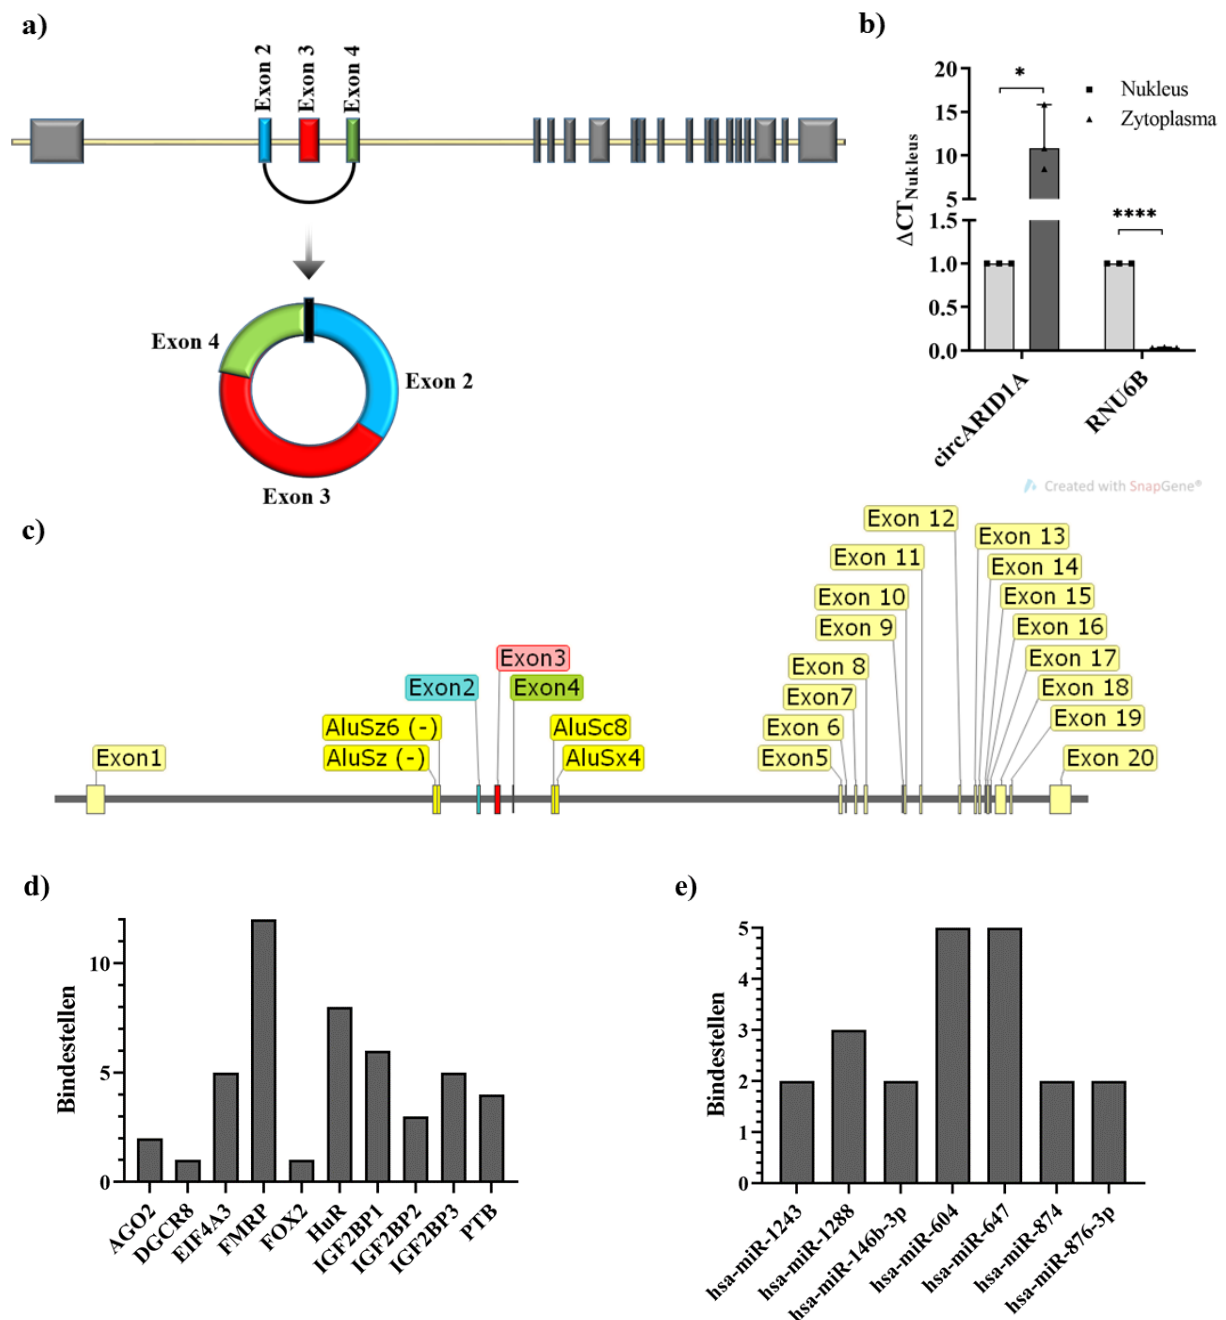 a)
Exon 2
Exon 3
Exon 4
Exon 4
Exon 2
Exon 3
b)
20
15
10
5
1.5
1.0
0.5
0.0
ΔCT Nukleus
*
****
Nukleus
Zytoplasma
circARID1A
RNU6B
Created with SnapGene®
c)
Exon 12
Exon 13
Exon 11
Exon 14
Exon 10
Exon 15
Exon 9
Exon 16
Exon3
Exon 8
Exon 17
Exon2
Exon4
Exon7
Exon 18
AluSz6 (-)
AluSc8
Exon 6
Exon 19
Exon1
AluSz (-)
AluSx4
Exon5
Exon 20
d)
Bindestellen
10
5
0
AGO2
DGCR8
EIF4A3
FMRP
FOX2
HuR
IGF2BP1
IGF2BP2
IGF2BP3
PTB
e)
Bindestellen
5
4
3
2
1
0
hsa-miR-1243
hsa-miR-1288
hsa-miR-146b-3p
hsa-miR-604
hsa-miR-647
hsa-miR-874
hsa-miR-876-3p